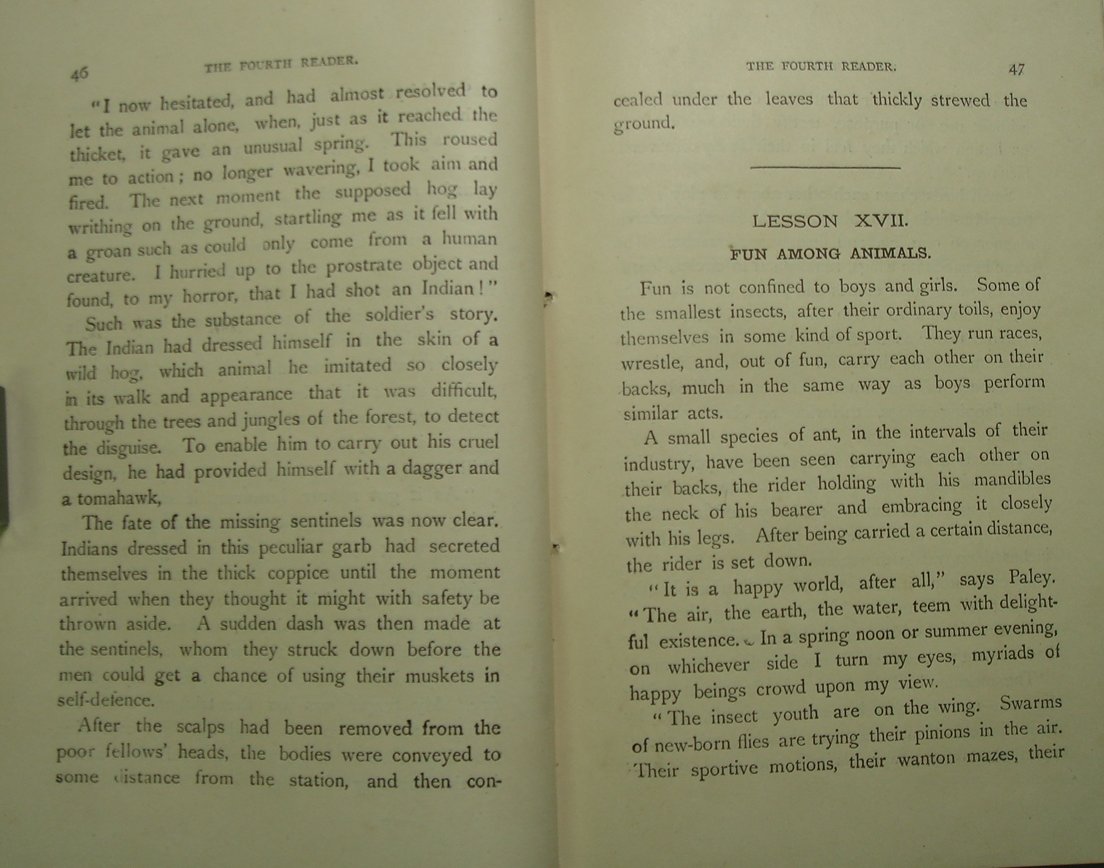 46
THE FOURTH READER.
"I now hesitated, and had almost resolved to
let the animal alone, when, just as it reached the
thicket, it gave an unusual spring. This roused
me to action; no longer wavering, I took aim and
fired. The next moment the supposed hog lay
writhing on the ground, startling me as it fell with
a groan such as could only come from a human
creature. I hurried up to the prostrate object and
found, to my horror, that I had shot an Indian!"
Such was the substance of the soldier's story.
The Indian had dressed himself in the skin of a
wild hog, which animal he imitated so closely
in its walk and appearance that it was difficult,
through the trees and jungles of the forest, to detect
the disguise. To enable him to carry out his cruel
design, he had provided himself with a dagger and
a tomahawk,
The fate of the missing sentinels was now clear.
Indians dressed in this peculiar garb had secreted
themselves in the thick coppice until the moment
arrived when they thought it might with safety be
thrown aside. A sudden dash was then made at
the sentinels, whom they struck down before the
men could get a chance of using their muskets in
self-defence.
After the scalps had been removed from the
poor fellows' heads, the bodies were conveyed to
some distance from the station, and then con-
THE FOURTH READER.
47
cealed under the leaves that thickly strewed the
ground.
LESSON XVII.
FUN AMONG ANIMALS.
Fun is not confined to boys and girls. Some of
the smallest insects, after their ordinary toils, enjoy
themselves in some kind of sport. They run races,
wrestle, and, out of fun, carry each other on their
backs, much in the same way as boys perform
similar acts.
A small species of ant, in the intervals of their
industry, have been seen carrying each other on
their backs, the rider holding with his mandibles
the neck of his bearer and embracing it closely
with his legs. After being carried a certain distance,
the rider is set down.
"It is a happy world, after all," says Paley.
"The air, the earth, the water, teem with delight-
ful existence. In a spring noon or summer evening,
on whichever side I turn my eyes, myriads of
happy beings crowd upon my view.
"The insect youth are on the wing. Swarms
of new-born flies are trying their pinions in the air.
Their sportive motions, their wanton mazes, their